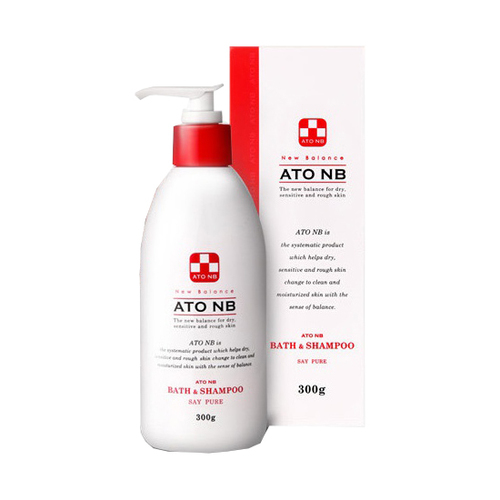 ATO NB
New Balance
ATO NB
The new balance for dry,
sensitive and rough skin
ATO NB is
the systematic product which helps dry,
sensitive and rough skin change to clean and
moisturized skin with the sense of balance.
ATO NB
BATH & SHAMPOO
SAY PURE
300g
ATO NB
ATO NB
ATO NB
New Balance
ATO NB
The new balance for dry,
sensitive and rough skin
ATO NB is
the systematic product
which helps dry,
sensitive and rough skin
change to clean and
moisturized skin with the
sense of balance.
ATO NB
BATH & SHAMPOO
SAY PURE
300g